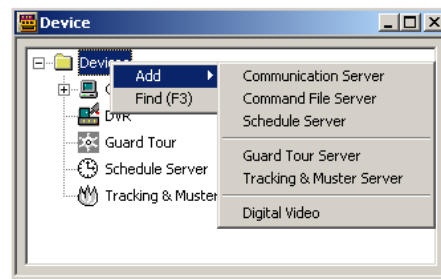 Device
Devices
Add
Find (F3)
DVR
Guard Tour
Schedule Server
Tracking & Muster
Communication Server
Command File Server
Schedule Server
Guard Tour Server
Tracking & Muster Server
Digital Video